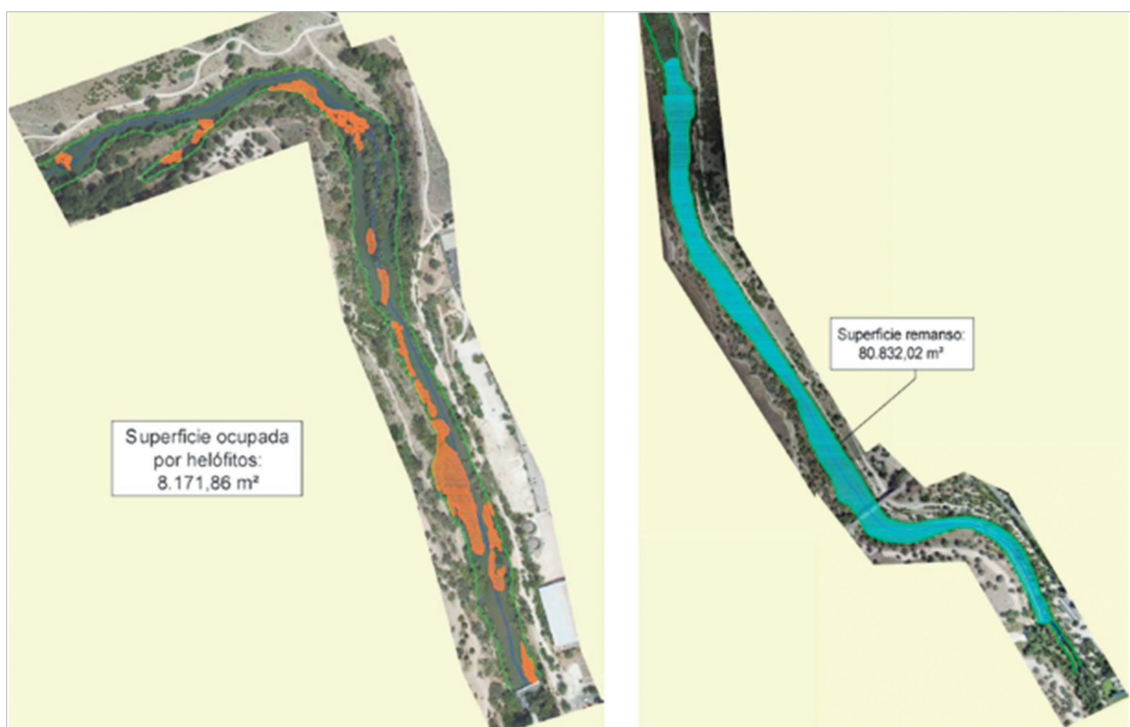 Superficie ocupada
por helófitos:
8.171,86 m²
Superficie remanso:
80.832,02 m²